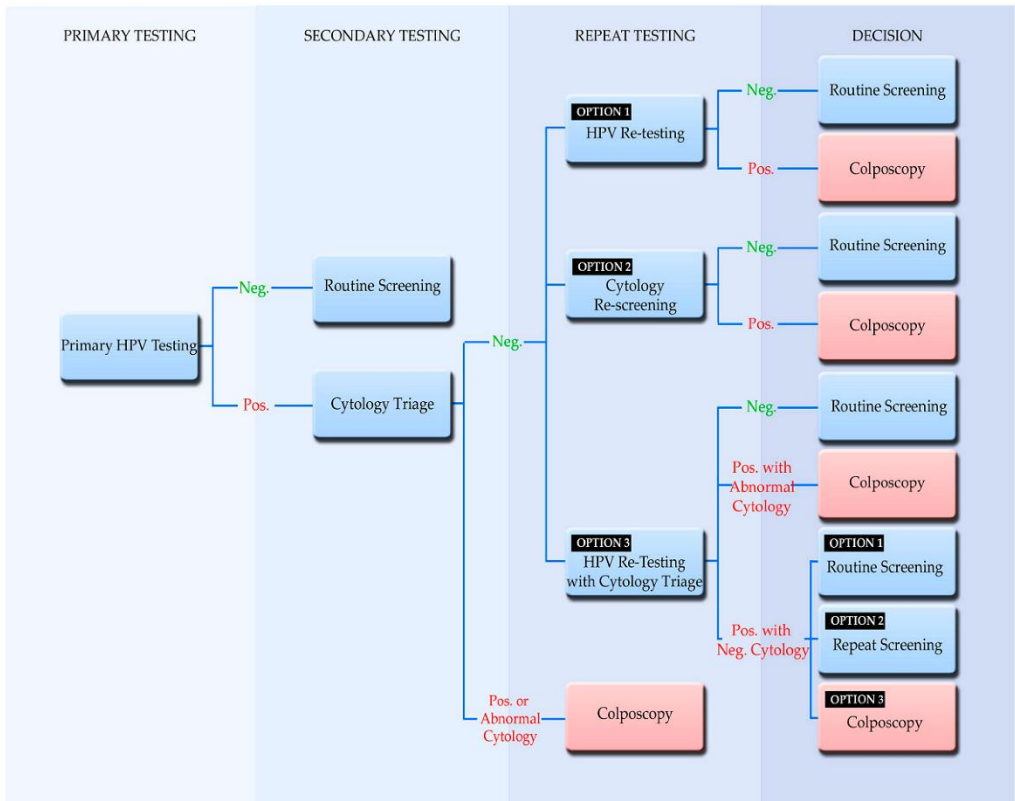 PRIMARY TESTING
SECONDARY TESTING
REPEAT TESTING
DECISION
Primary HPV Testing
Neg.
Pos.
Routine Screening
Cytology Triage
Neg.
Pos. or
Abnormal
Cytology
OPTION 1
HPV Re-testing
OPTION 2
Cytology
Re-screening
OPTION 3
HPV Re-Testing
with Cytology Triage
Colposcopy
Neg.
Routine Screening
Pos.
Colposcopy
Neg.
Routine Screening
Pos.
Colposcopy
Neg.
Routine Screening
Pos. with
Abnormal
Cytology
Colposcopy
Pos. with
Neg. Cytology
OPTION 1
Routine Screening
OPTION 2
Repeat Screening
OPTION 3
Colposcopy